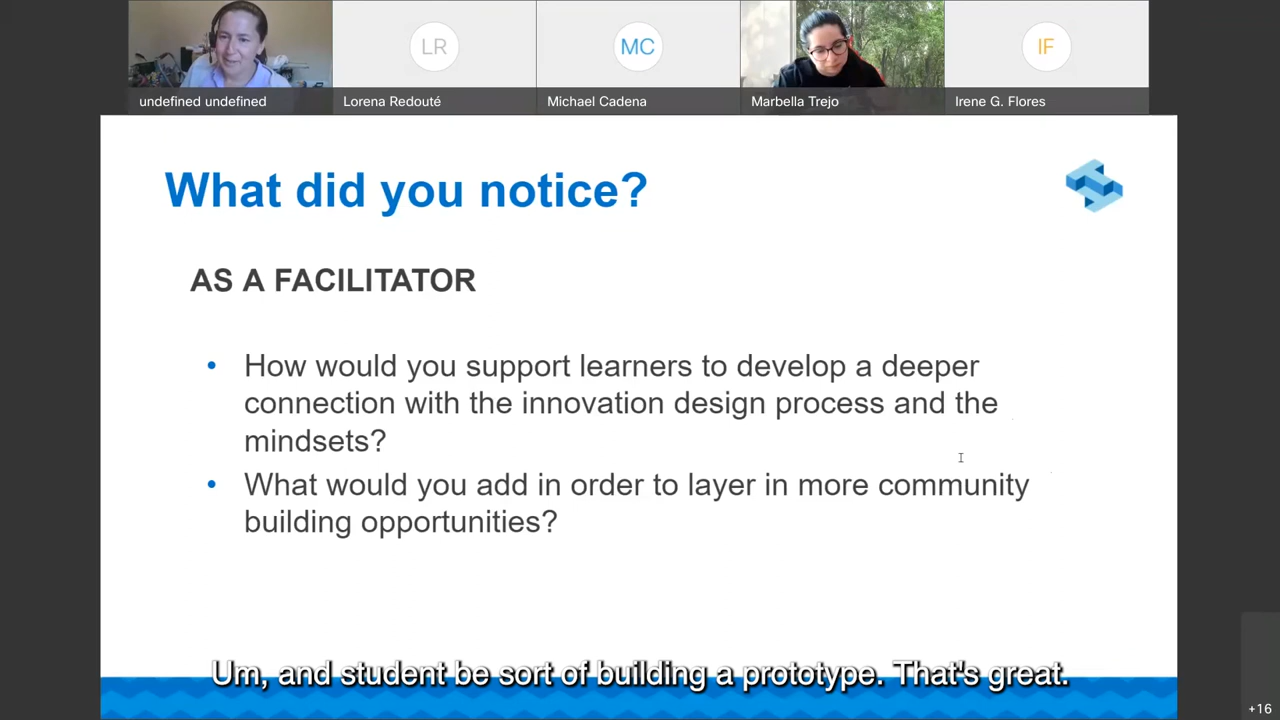 LR
MC
IF
undefined undefined
Lorena Redouté
Michael Cadena
Marbella Trejo
Irene G. Flores
What did you notice?
AS A FACILITATOR
• How would you support learners to develop a deeper
connection with the innovation design process and the
mindsets?
• What would you add in order to layer in more community
building opportunities?
Um, and student be sort of building a prototype. That's great.
+16